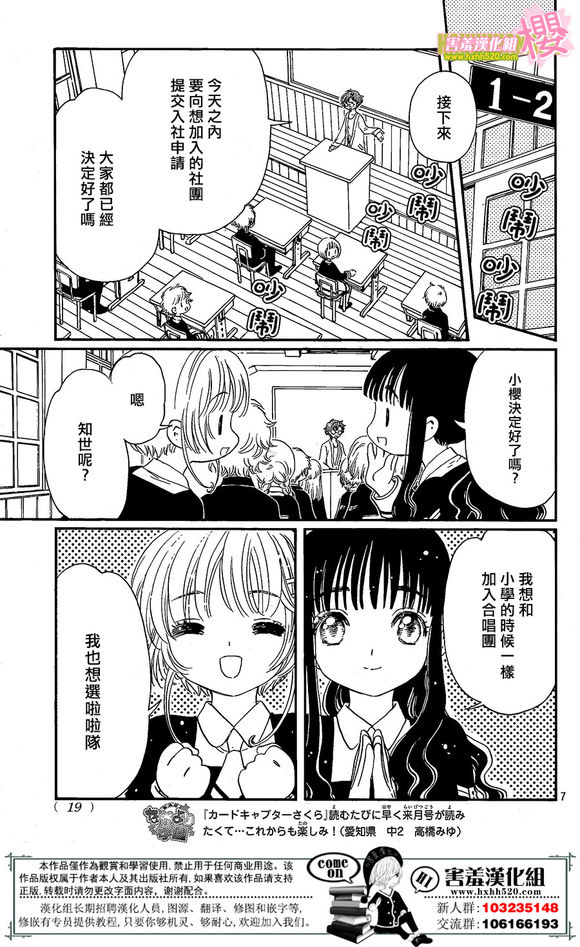 害羞汉化组
www.hxhh520.com
櫻
1-2
接下來
今天之內
要向想加入的社團
提交入社申請
大家都已經
決定好了嗎
吵
鬧
吵
鬧
吵
鬧
吵
鬧
小櫻決定好了嗎?
嗯
知世呢?
我想和
小學的時候一樣
加入合唱團
我也想選啦啦隊
7
( 19 )
『カードキャプターさくら』読むたびに早く来月号が読み
たくて…これからも楽しみ!(愛知県 中2 高橋みゆ)
本作品僅作為觀賞和學習使用.禁止用于任何商业用途。该
作品版权属于作者本人及其出版社所有.如果喜欢该作品请支持
正版.转载时请勿更改字面内容,谢谢配合。
漢化組长期招聘漢化人員,图源、翻译、修图和嵌字等,
修嵌有专员提供教程,只要你够机灵、够耐心,欢迎加入我们.
come
on
HI
害羞漢化組
www.hxhh520.com
新人群:103235148
交流群:106166193